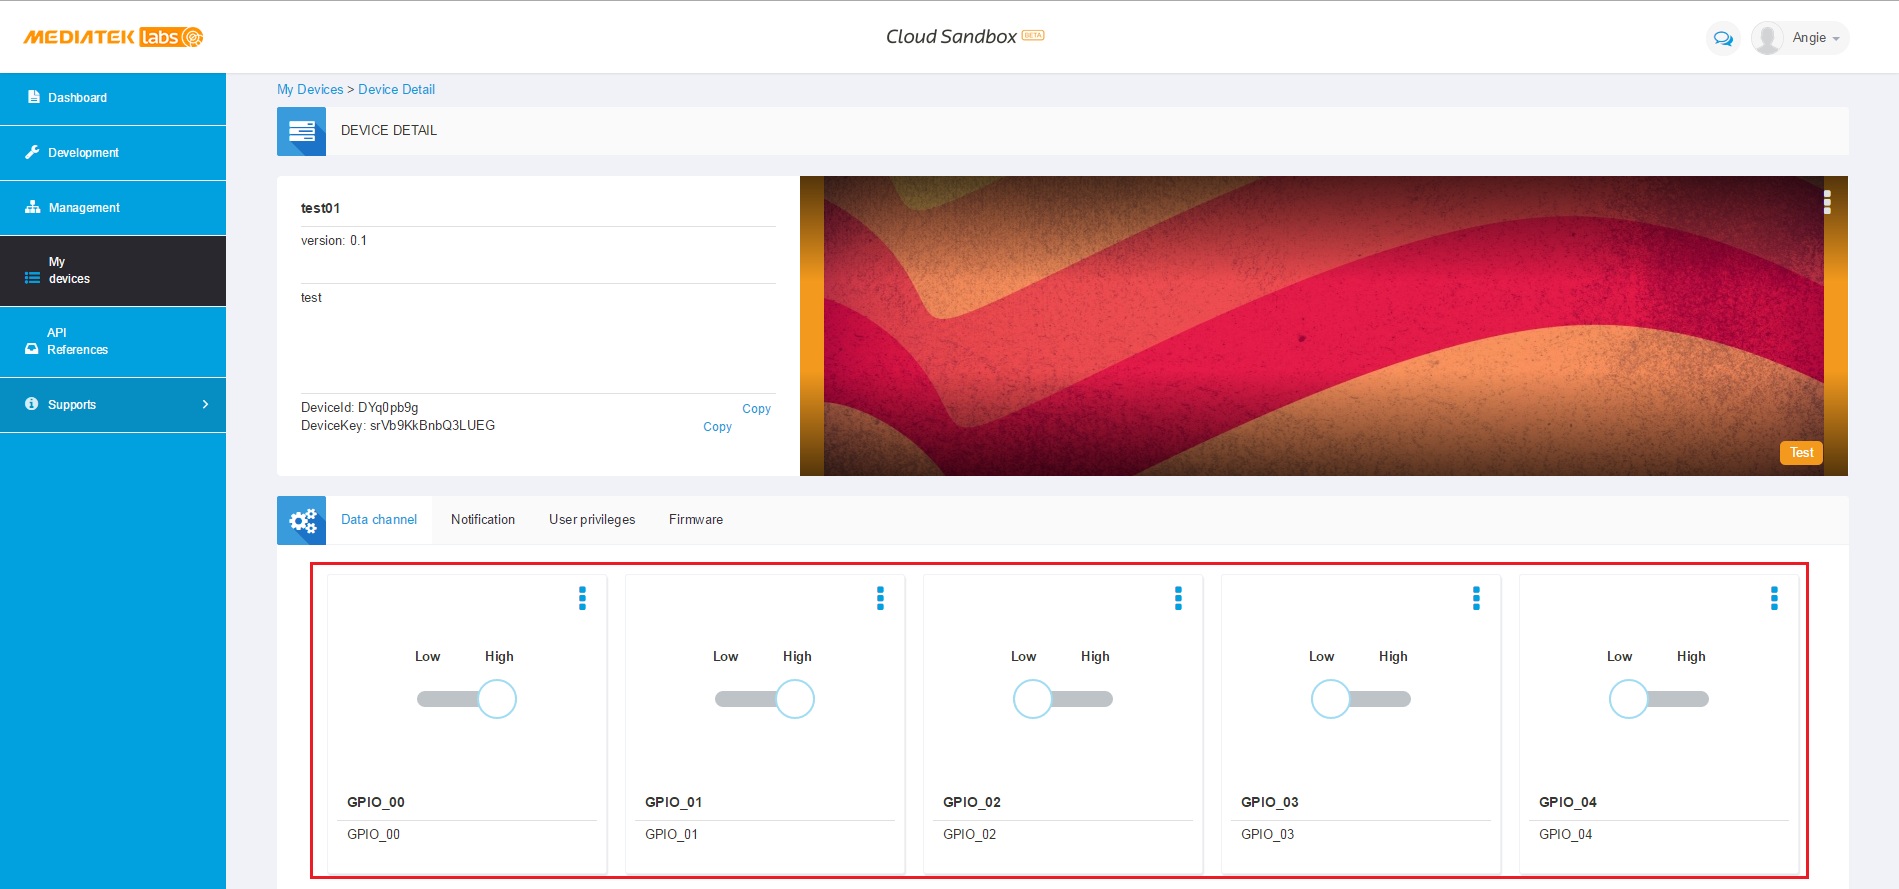 MEDIATEK labs
Cloud Sandbox BETA
Angie
Dashboard
Development
Management
My
devices
API
References
Supports
My Devices > Device Detail
DEVICE DETAIL
test01
version: 0.1
test
DeviceId: DYq0pb9g Copy
DeviceKey: srVb9KkBnbQ3LUEG Copy
Test
Data channel Notification User privileges Firmware
Low High Low High Low High Low High Low High
GPIO_00 GPIO_01 GPIO_02 GPIO_03 GPIO_04
GPIO_00 GPIO_01 GPIO_02 GPIO_03 GPIO_04